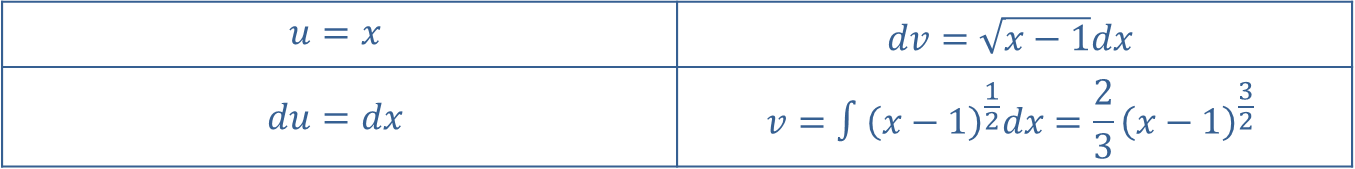 u = x
dv = √(x − 1)dx
du = dx
v = ∫ (x − 1)^(1/2) dx = 2/3 (x − 1)^(3/2)